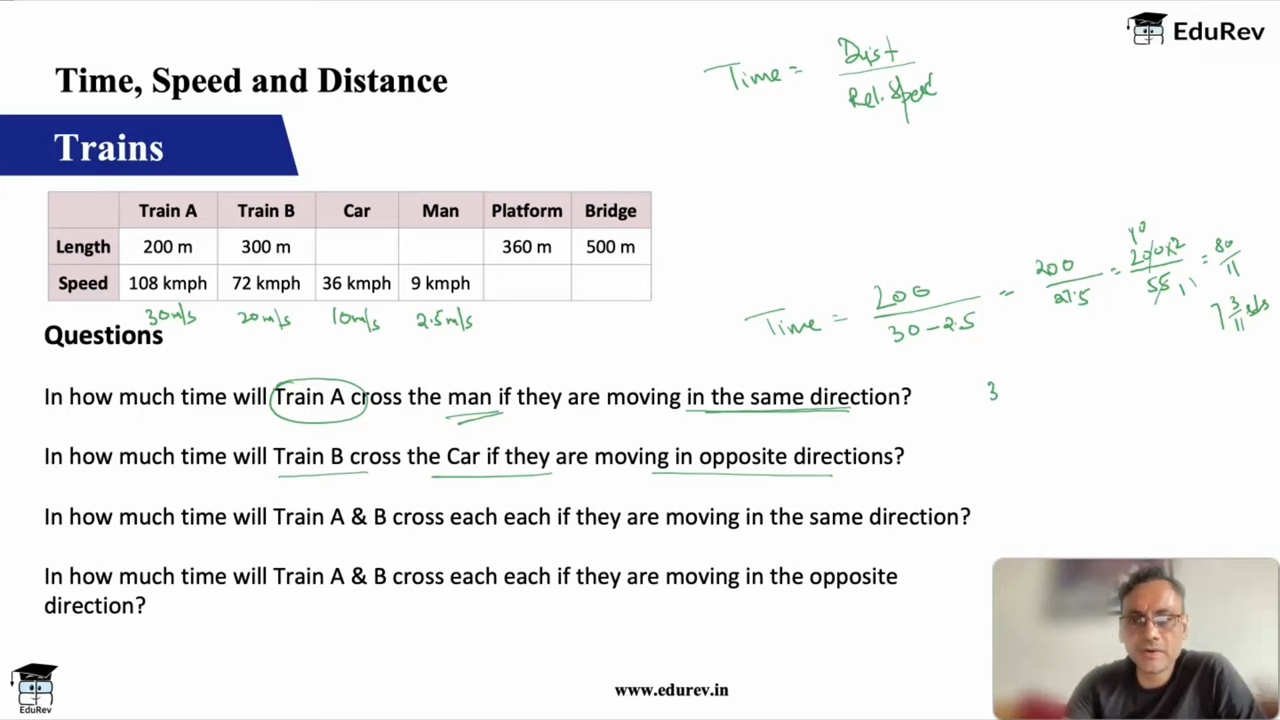 EduRev
Time = Dist / Rel. Speed
Time, Speed and Distance
Trains
Train A Train B Car Man Platform Bridge
Length 200 m 300 m 360 m 500 m
Speed 108 kmph 72 kmph 36 kmph 9 kmph
30m/s 20m/s 10m/s 2.5m/s
Time = 200 / 30-2.5 = 200 / 27.5 = 40 200x2 / 55 11 = 80 / 11
7 3/11 sec
Questions
In how much time will Train A cross the man if they are moving in the same direction?
3
In how much time will Train B cross the Car if they are moving in opposite directions?
In how much time will Train A & B cross each each if they are moving in the same direction?
In how much time will Train A & B cross each each if they are moving in the opposite
direction?
EduRev
www.edurev.in